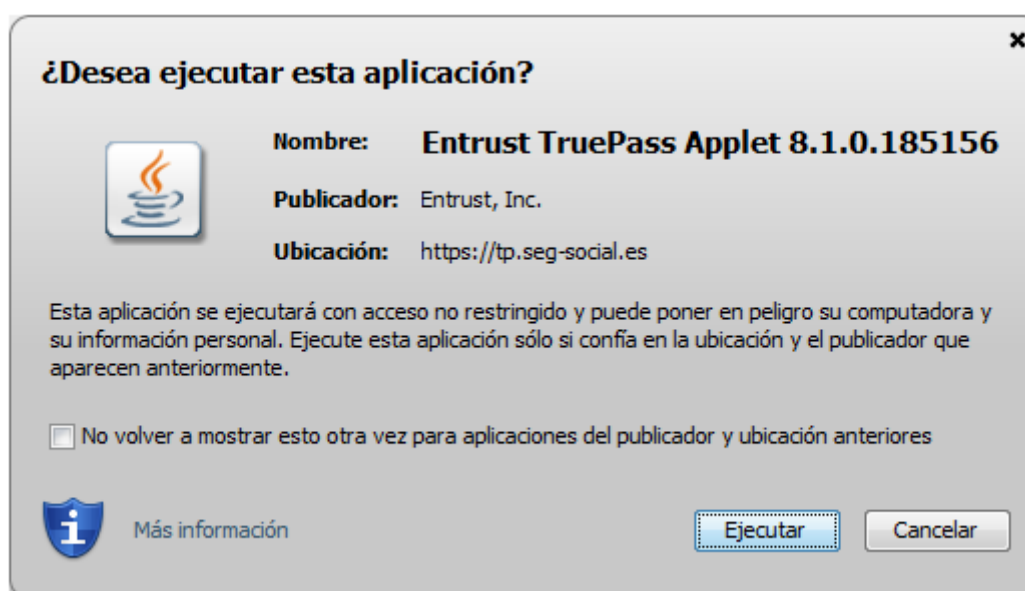 ¿Desea ejecutar esta aplicación?
Nombre: Entrust TruePass Applet 8.1.0.185156
Publicador: Entrust, Inc.
Ubicación: https://tp.seg-social.es
Esta aplicación se ejecutará con acceso no restringido y puede poner en peligro su computadora y
su información personal. Ejecute esta aplicación sólo si confía en la ubicación y el publicador que
aparecen anteriormente.
No volver a mostrar esto otra vez para aplicaciones del publicador y ubicación anteriores
Más información
Ejecutar
Cancelar